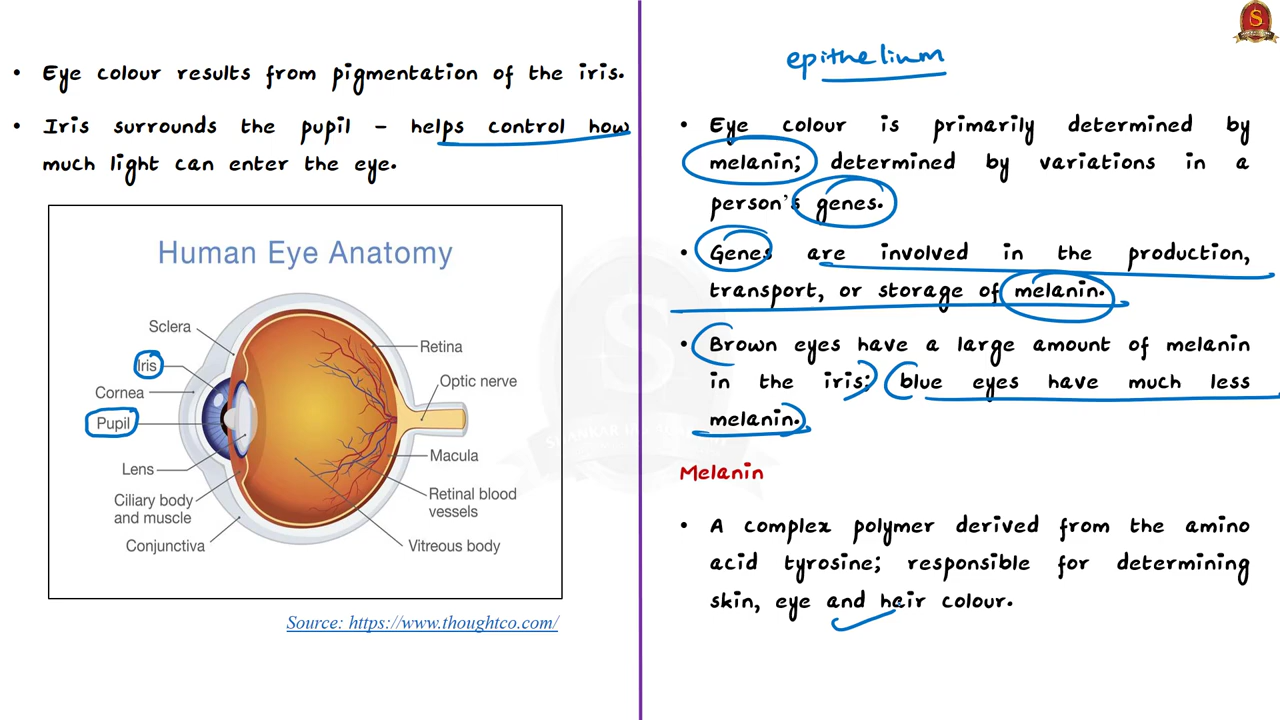 • Eye colour results from pigmentation of the iris.
• Iris surrounds the pupil – helps control how
much light can enter the eye.
Human Eye Anatomy
Sclera
Iris
Cornea
Pupil
Lens
Ciliary body
and muscle
Conjunctiva
Retina
Optic nerve
Macula
Retinal blood
vessels
Vitreous body
Source: https://www.thoughtco.com/
epithelium
• Eye colour is primarily determined by
melanin; determined by variations in a
person's genes.
• Genes are involved in the production,
transport, or storage of melanin.
• Brown eyes have a large amount of melanin
in the iris; blue eyes have much less
melanin.
Melanin
• A complex polymer derived from the amino
acid tyrosine; responsible for determining
skin, eye and hair colour.